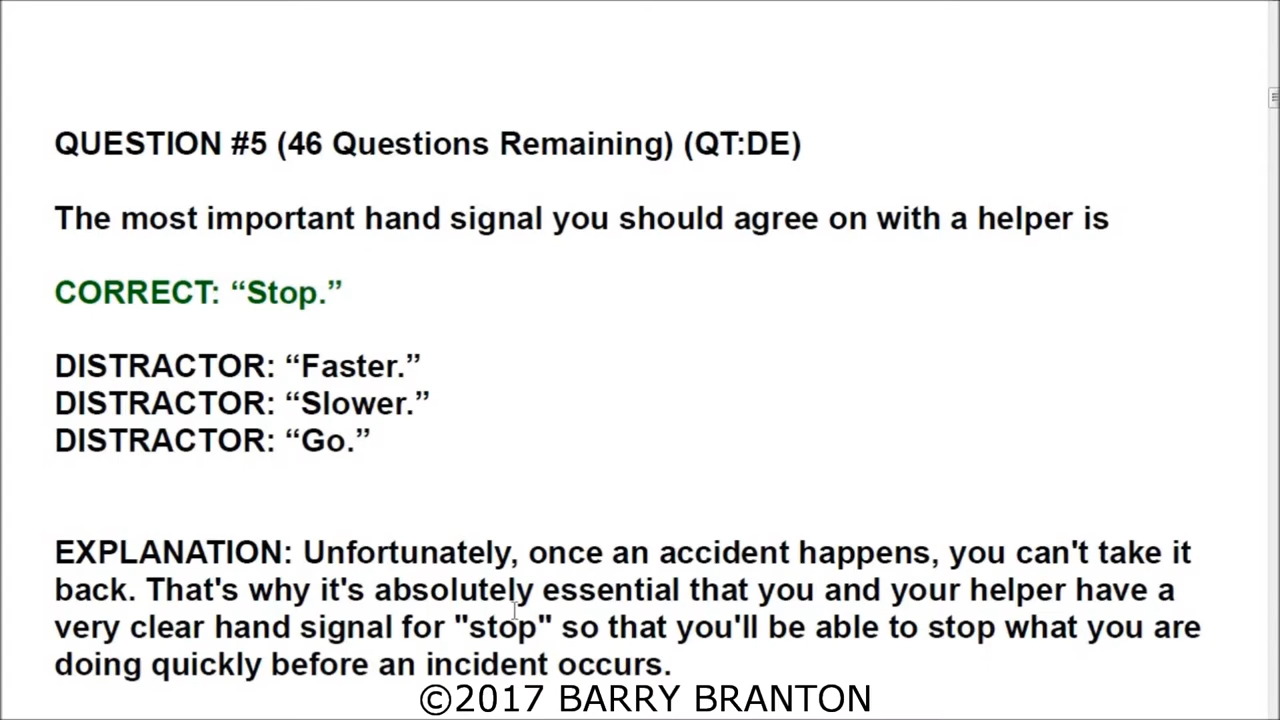 QUESTION #5 (46 Questions Remaining) (QT:DE)
The most important hand signal you should agree on with a helper is
CORRECT: “Stop.”
DISTRACTOR: “Faster.”
DISTRACTOR: “Slower.”
DISTRACTOR: “Go.”
EXPLANATION: Unfortunately, once an accident happens, you can't take it
back. That's why it's absolutely essential that you and your helper have a
very clear hand signal for "stop" so that you'll be able to stop what you are
doing quickly before an incident occurs.
©2017 BARRY BRANTON